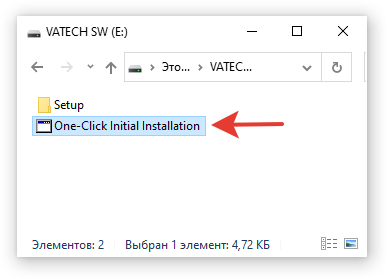 VATECH SW (E:)
Это... VATEC...
Setup
One-Click Initial Installation
Элементов: 2 Выбран 1 элемент: 4,72 КБ